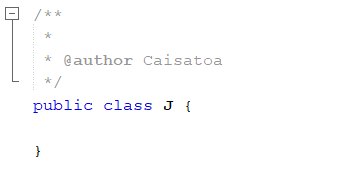 /**
 *
 * @author Caisatoa
 */
public class J {
}